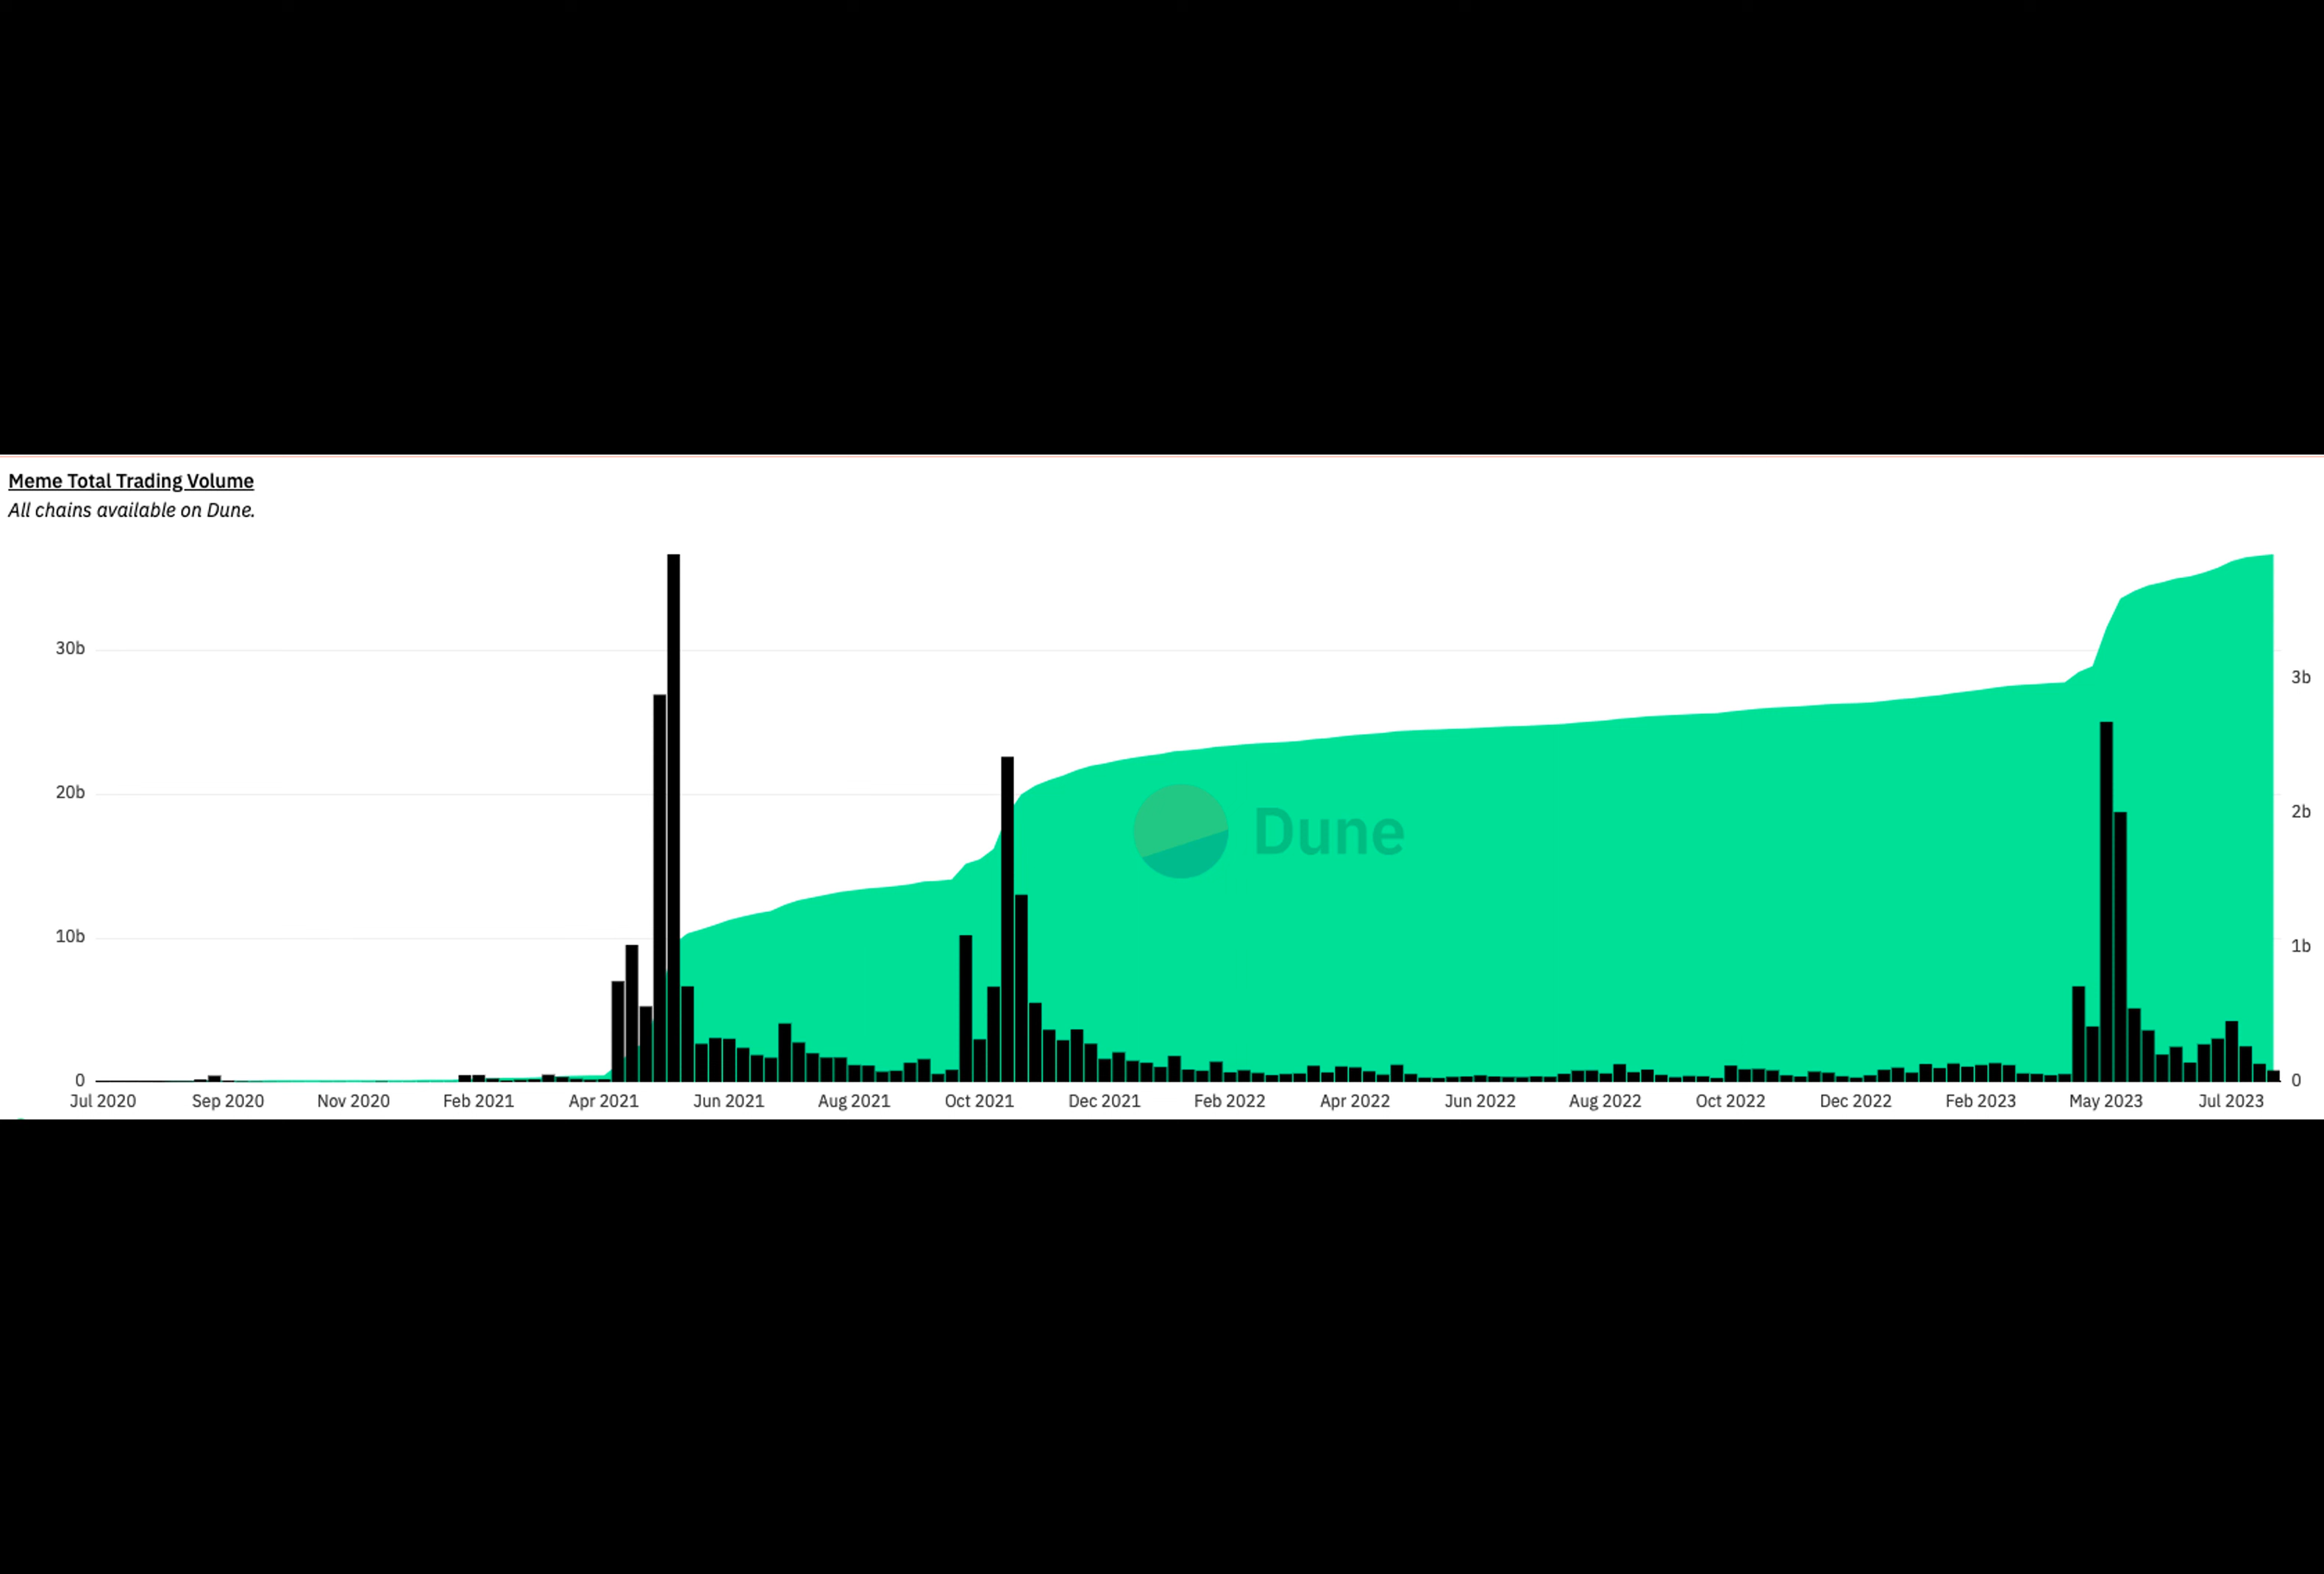 Meme Total Trading Volume
All chains available on Dune.
30b
20b
10b
0
3b
2b
1b
0
Dune
Jul 2020 Sep 2020 Nov 2020 Feb 2021 Apr 2021 Jun 2021 Aug 2021 Oct 2021 Dec 2021 Feb 2022 Apr 2022 Jun 2022 Aug 2022 Oct 2022 Dec 2022 Feb 2023 May 2023 Jul 2023